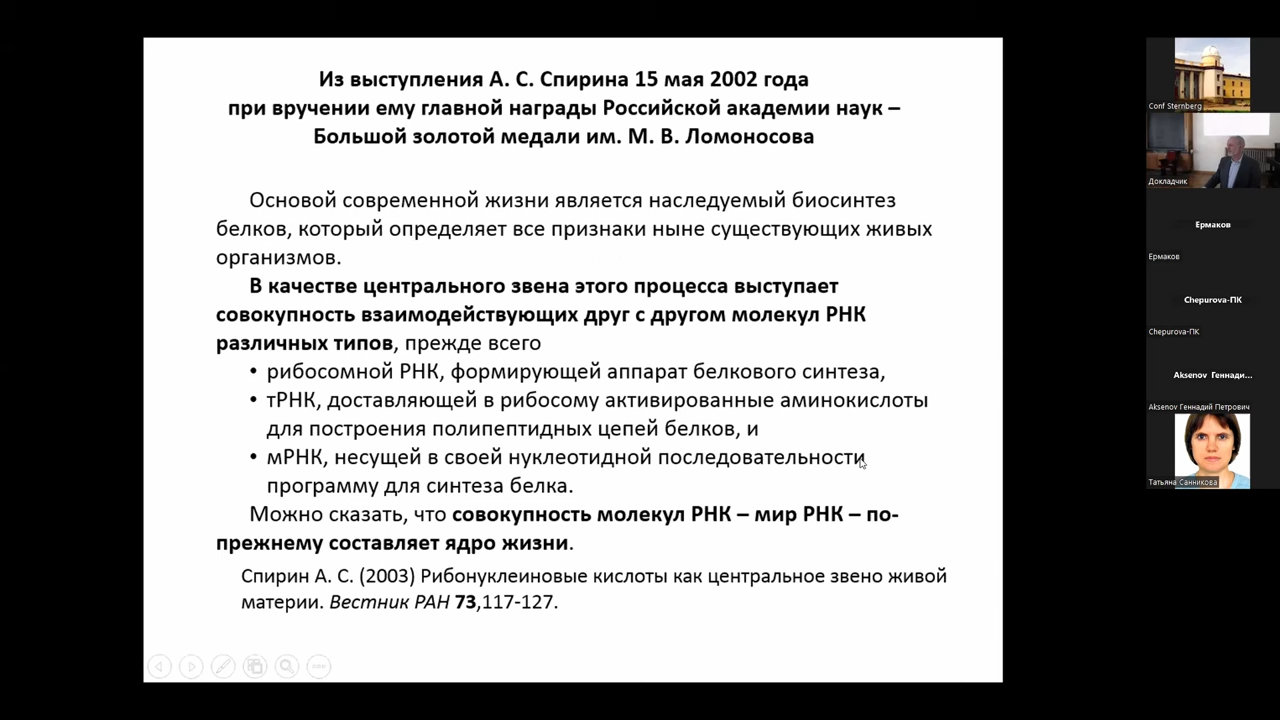 Из выступления А. С. Спирина 15 мая 2002 года
при вручении ему главной награды Российской академии наук –
Большой золотой медали им. М. В. Ломоносова
Основой современной жизни является наследуемый биосинтез
белков, который определяет все признаки ныне существующих живых
организмов.
В качестве центрального звена этого процесса выступает
совокупность взаимодействующих друг с другом молекул РНК
различных типов, прежде всего
• рибосомной РНК, формирующей аппарат белкового синтеза,
• тРНК, доставляющей в рибосому активированные аминокислоты
для построения полипептидных цепей белков, и
• мРНК, несущей в своей нуклеотидной последовательности
программу для синтеза белка.
Можно сказать, что совокупность молекул РНК – мир РНК – по-
прежнему составляет ядро жизни.
Спирин А. С. (2003) Рибонуклеиновые кислоты как центральное звено живой
материи. Вестник РАН 73,117-127.
Conf Sternberg
Докладчик
Ермаков
Ермаков
Chepurova-ПК
Chepurova-ПК
Aksenov Геннади...
Aksenov Геннадий Петрович
Татьяна Санникова